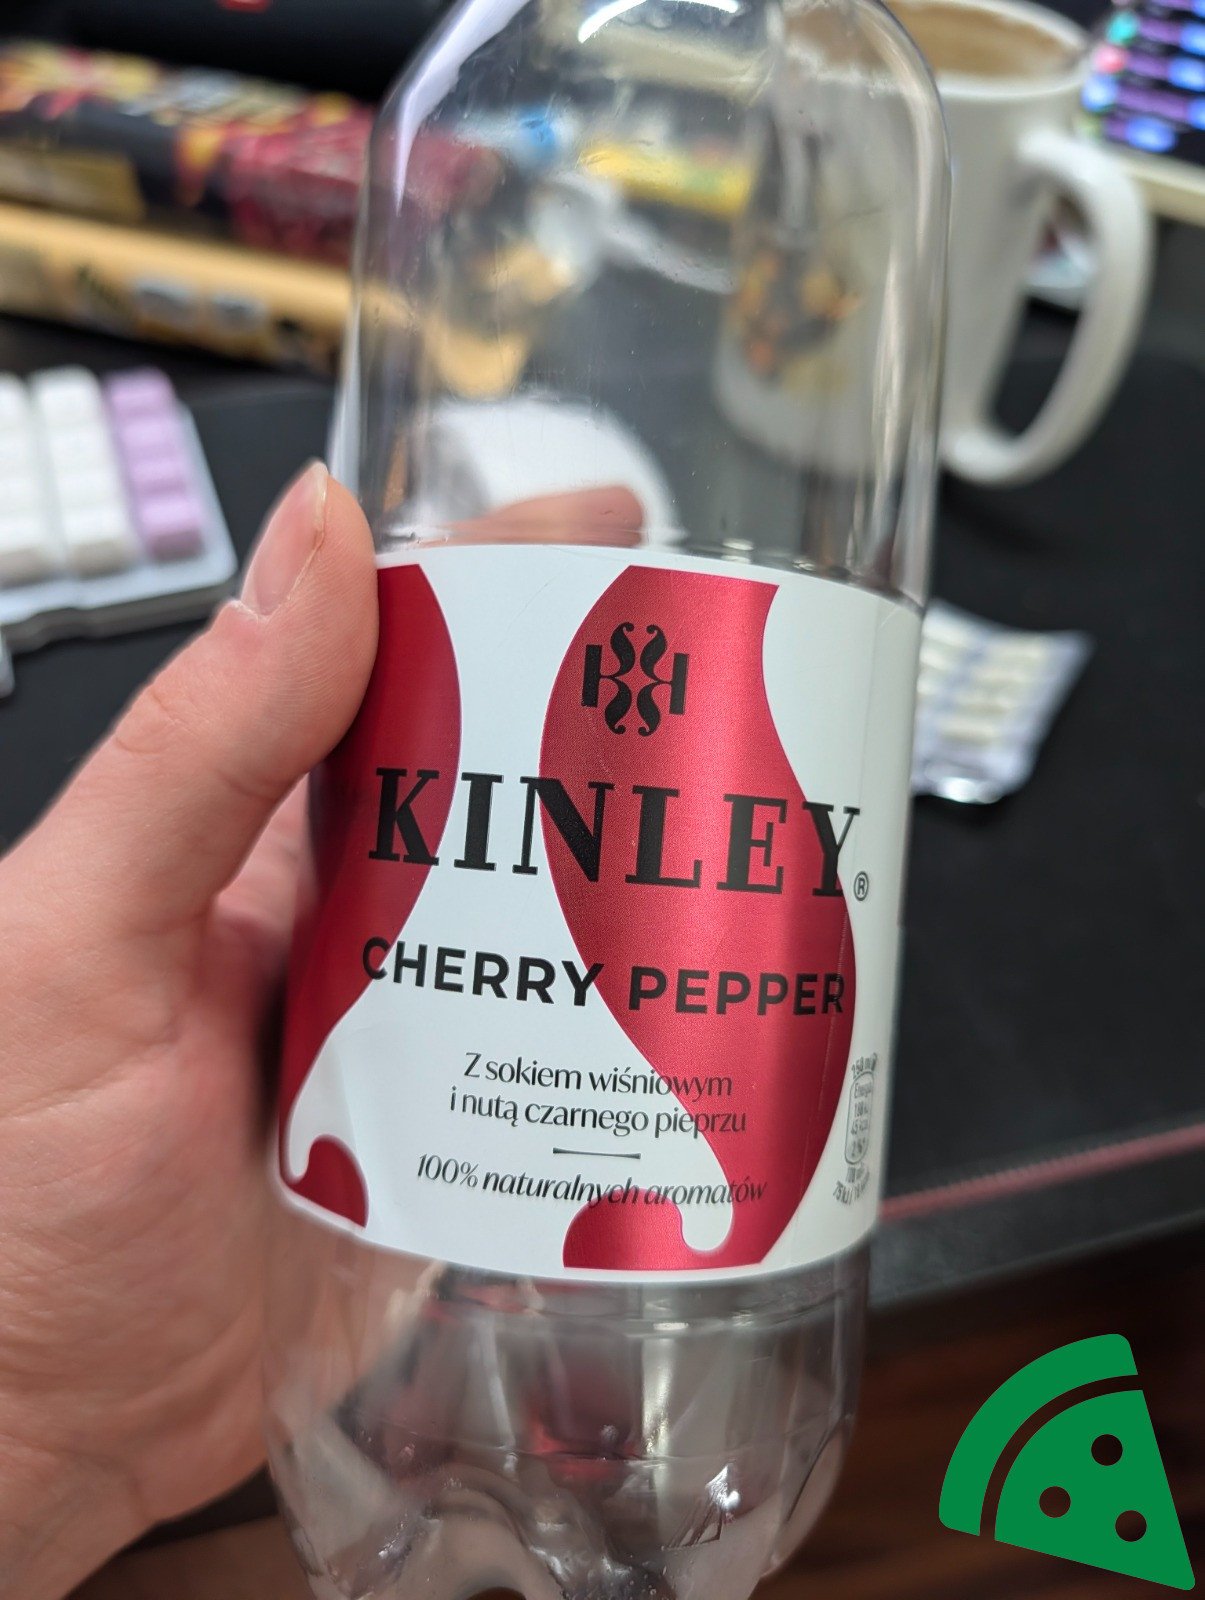 KINLEY®
CHERRY PEPPER
Z sokiem wiśniowym
i nutą czarnego pieprzu
100% naturalnych aromatów